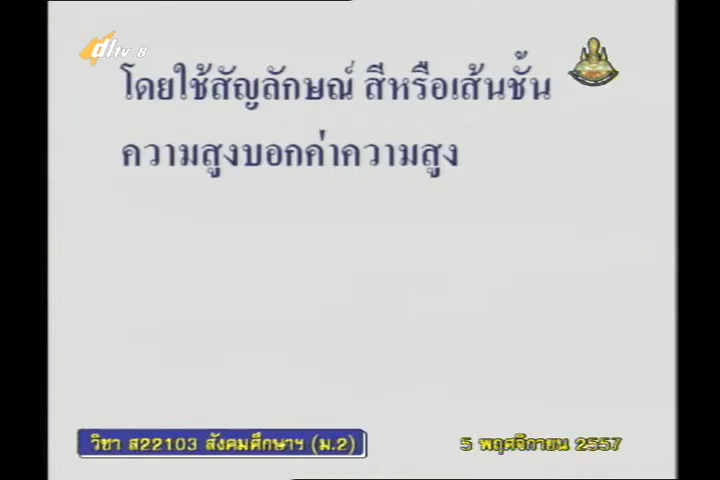 dltv 8
โดยใช้สัญลักษณ์ สีหรือเส้นชั้น
ความสูงบอกค่าความสูง
วิชา ส22103 สังคมศึกษาฯ (ม.2)
5 พฤศจิกายน 2557